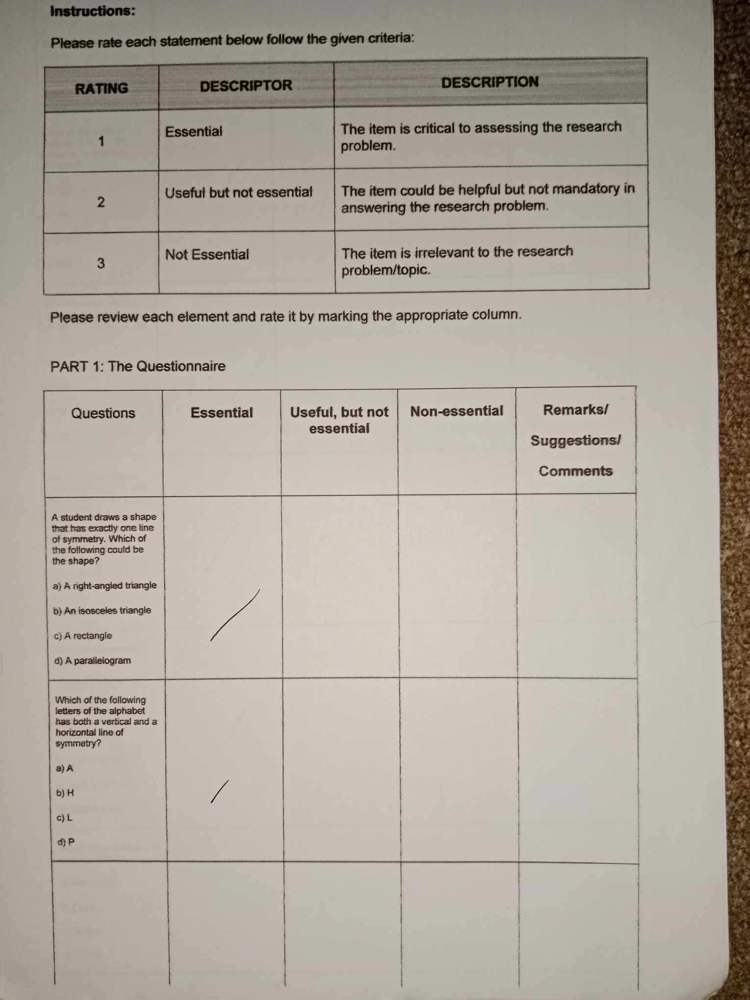 Instructions:
Please rate each statement below follow the given criteria:
RATING
DESCRIPTOR
DESCRIPTION
1
Essential
The item is critical to assessing the research
problem.
2
Useful but not essential
The item could be helpful but not mandatory in
answering the research problem.
3
Not Essential
The item is irrelevant to the research
problem/topic.
Please review each element and rate it by marking the appropriate column.
PART 1: The Questionnaire
Questions
Essential
Useful, but not
essential
Non-essential
Remarks/
Suggestions/
Comments
A student draws a shape
that has exactly one line
of symmetry. Which of
the following could be
the shape?
a) A right-angled triangle
b) An isosceles triangle
c) A rectangle
d) A parallelogram
Which of the following
letters of the alphabet
has both a vertical and a
horizontal line of
symmetry?
a) A
b) H
c) L
d) P